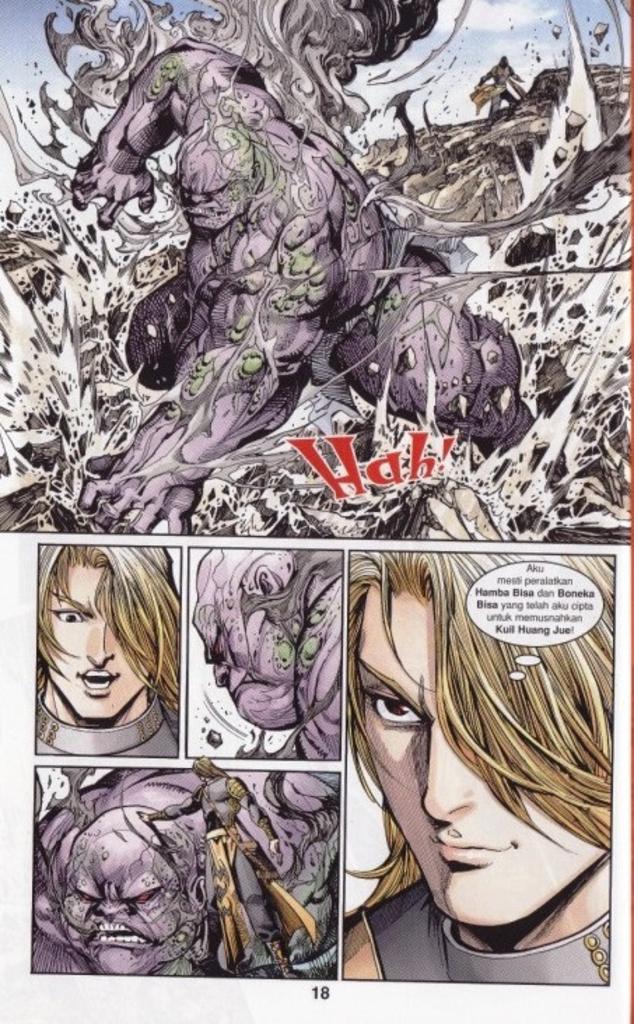 Hah!
Aku
mesti peralatkan
Hamba Bisa dan Boneka
Bisa yang telah aku cipta
untuk memusnahkan
Kuil Huang Jue!
18